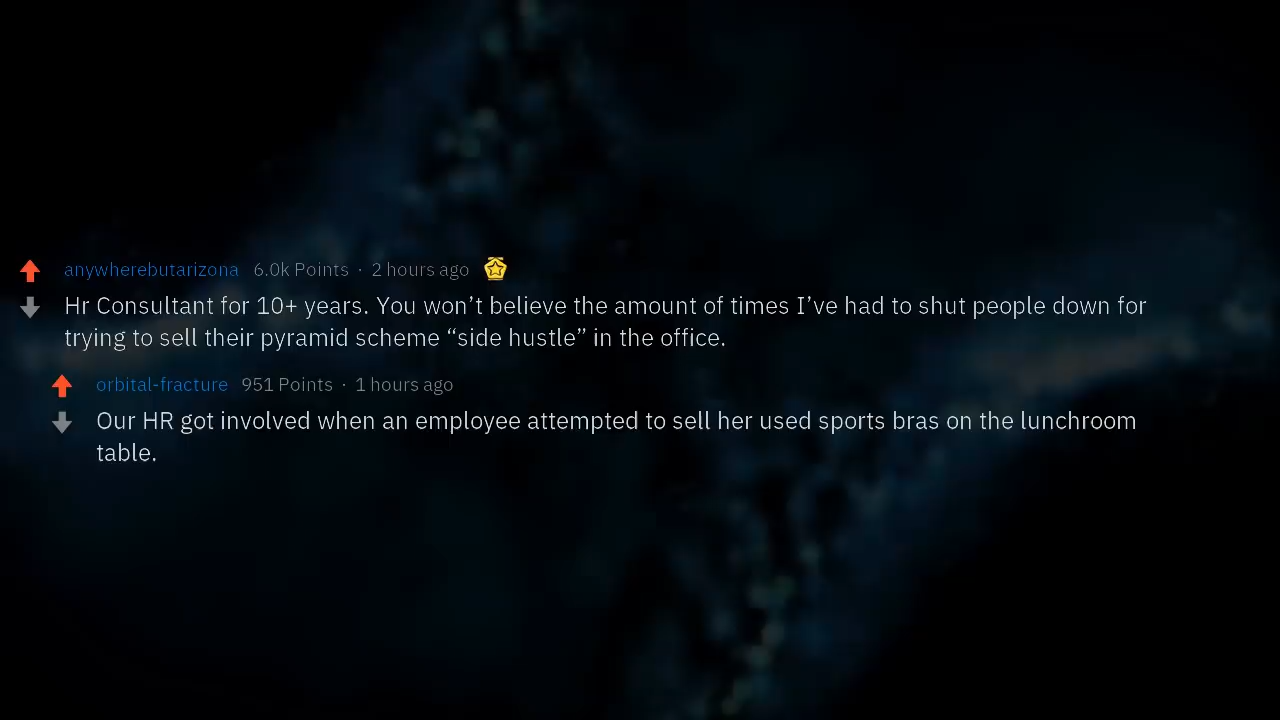 anywherebutarizona 6.0k Points · 2 hours ago
Hr Consultant for 10+ years. You won’t believe the amount of times I’ve had to shut people down for
trying to sell their pyramid scheme “side hustle” in the office.
orbital-fracture 951 Points · 1 hours ago
Our HR got involved when an employee attempted to sell her used sports bras on the lunchroom
table.